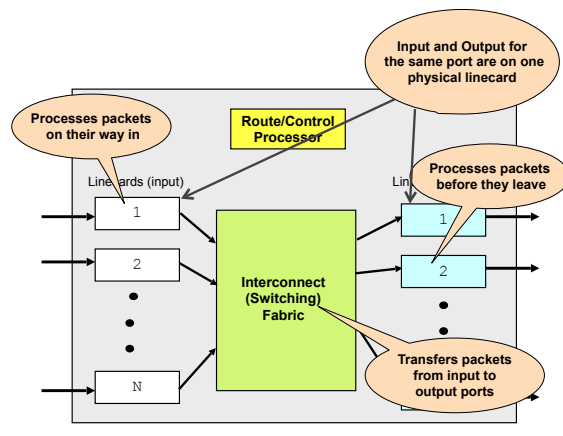 Input and Output for
the same port are on one
physical linecard
Processes packets
on their way in
Route/Control
Processor
(input)
Processes packets
before they leave
1
1
2
2
Interconnect
(Switching)
Fabric
Transfers packets
from input to
output ports
N